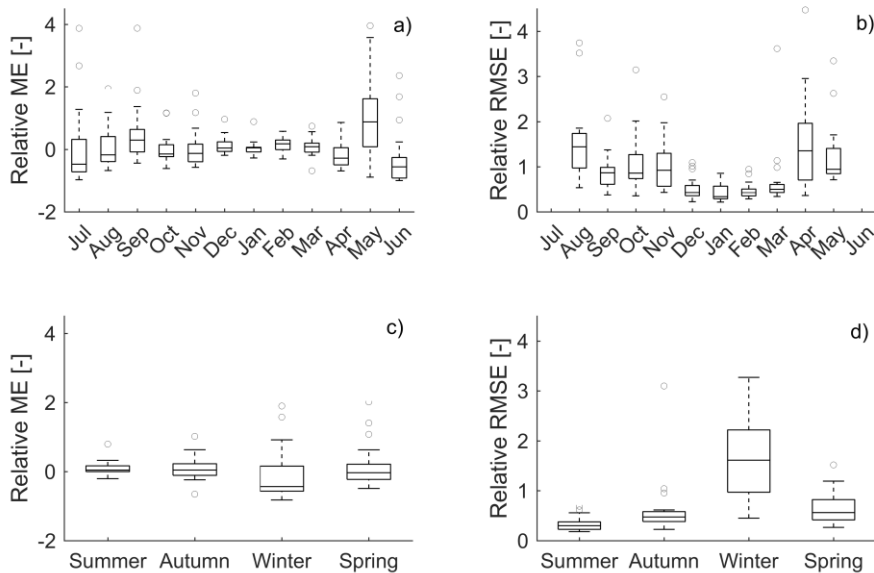 a)
Relative ME [-]
4
2
0
-2
Jul Aug Sep Oct Nov Dec Jan Feb Mar Apr May Jun
b)
Relative RMSE [-]
4
3
2
1
0
Jul Aug Sep Oct Nov Dec Jan Feb Mar Apr May Jun
c)
Relative ME [-]
4
2
0
-2
Summer Autumn Winter Spring
d)
Relative RMSE [-]
4
3
2
1
0
Summer Autumn Winter Spring